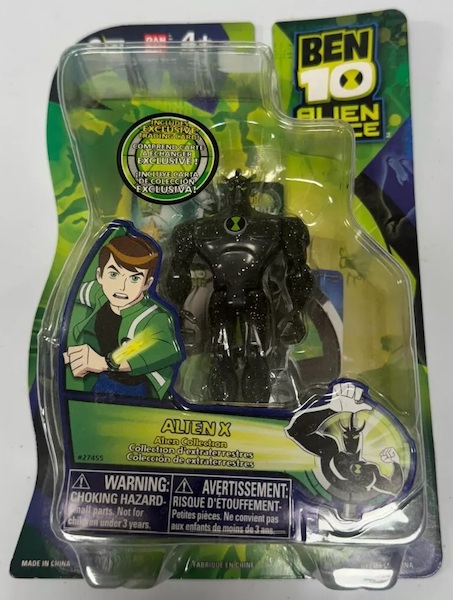 BAN
4+
BEN
10
ALIEN
INCLUDES
EXCLUSIVE
TRADING CARD!
COMPREND CARTE
À ÉCHANGER
EXCLUSIVE!
¡INCLUYE CARTA
DE COLECCIÓN
EXCLUSIVA!
ALIEN X
Alien Collection
Collection d'extraterrestres
Colección de extraterrestres
#27455
WARNING:
CHOKING HAZARD-
Small parts. Not for
children under 3 years.
AVERTISSEMENT:
RISQUE D'ÉTOUFFEMENT-
Petites pièces. Ne convient pas
aux enfants de moins de 3 ans.
MADE IN CHINA
FABRIQUÉ EN CHINE